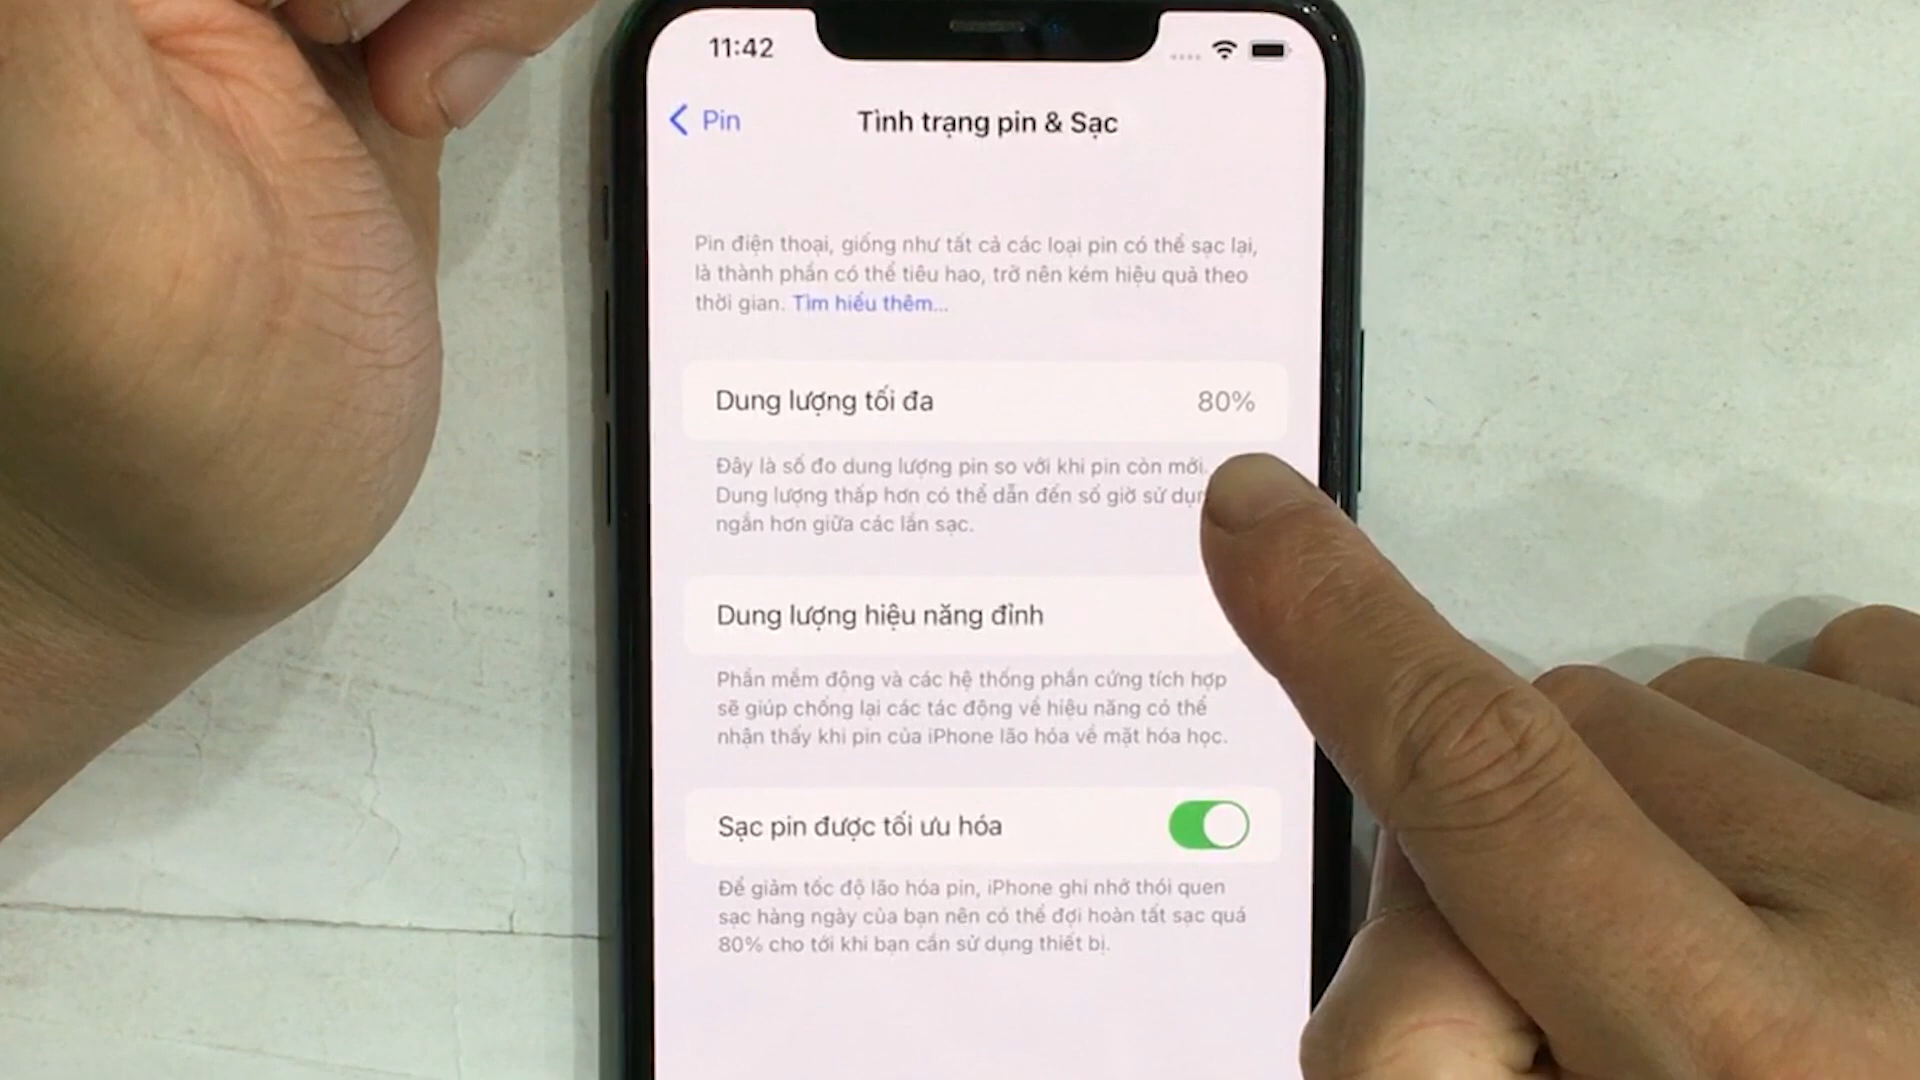 11:42
Pin
Tình trạng pin & Sạc
Pin điện thoại, giống như tất cả các loại pin có thể sạc lại,
là thành phần có thể tiêu hao, trở nên kém hiệu quả theo
thời gian. Tìm hiểu thêm...
Dung lượng tối đa 80%
Đây là số đo dung lượng pin so với khi pin còn mới.
Dung lượng thấp hơn có thể dẫn đến số giờ sử
ngắn hơn giữa các lần sạc.
Dung lượng hiệu năng đỉnh
Phần mềm động và các hệ thống phần cứng tích hợp
sẽ giúp chống lại các tác động về hiệu năng có thể
nhận thấy khi pin của iPhone lão hóa về mặt hóa học.
Sạc pin được tối ưu hóa
Để giảm tốc độ lão hóa pin, iPhone ghi nhớ thói quen
sạc hàng ngày của bạn nên có thể đợi hoàn tất sạc quá
80% cho tới khi bạn cần sử dụng thiết bị.